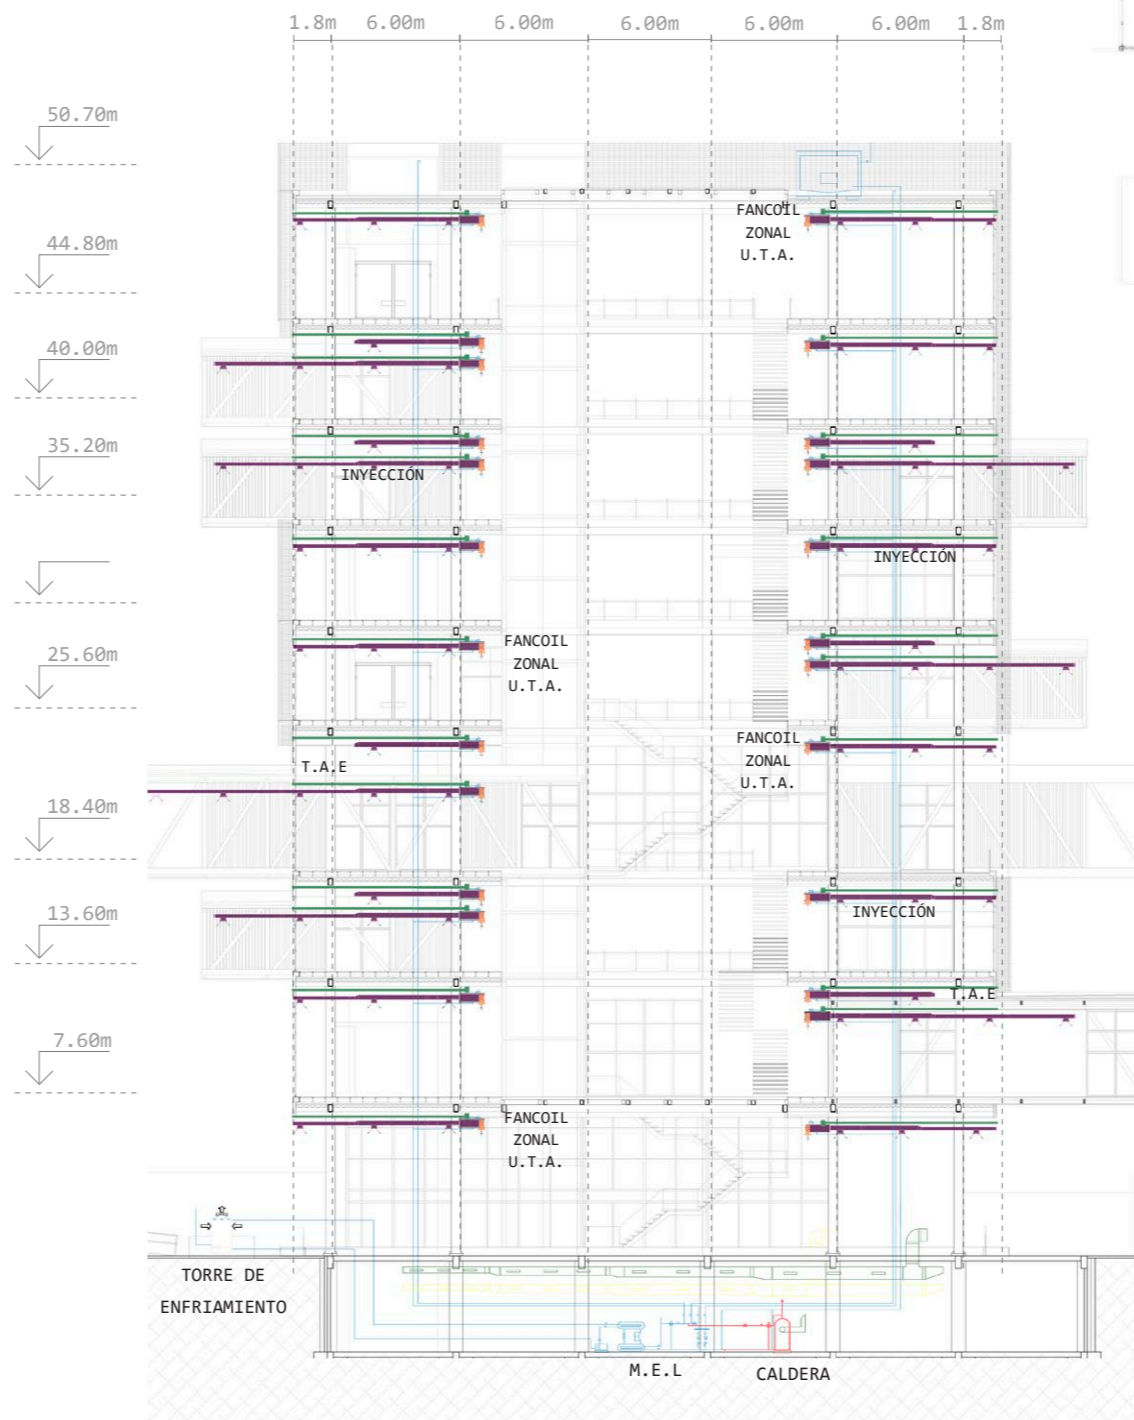 1.8m 6.00m 6.00m 6.00m 6.00m 6.00m 1.8m
50.70m
FANCOIL
ZONAL
U.T.A.
44.80m
40.00m
35.20m
INYECCIÓN
INYECCIÓN
25.60m
FANCOIL
ZONAL
U.T.A.
FANCOIL
ZONAL
U.T.A.
T.A.E
18.40m
13.60m
INYECCIÓN
T.A.E
7.60m
FANCOIL
ZONAL
U.T.A.
TORRE DE
ENFRIAMIENTO
M.E.L
CALDERA